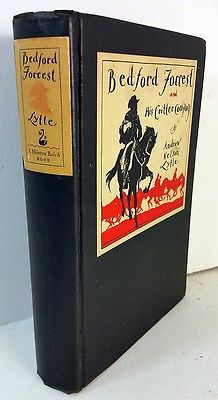 Bedford
Forrest
Lytle
A Minton Balch
BOOK
Bedford Forrest
and
His Critter Company
by
Andrew
Nelson
Lytle